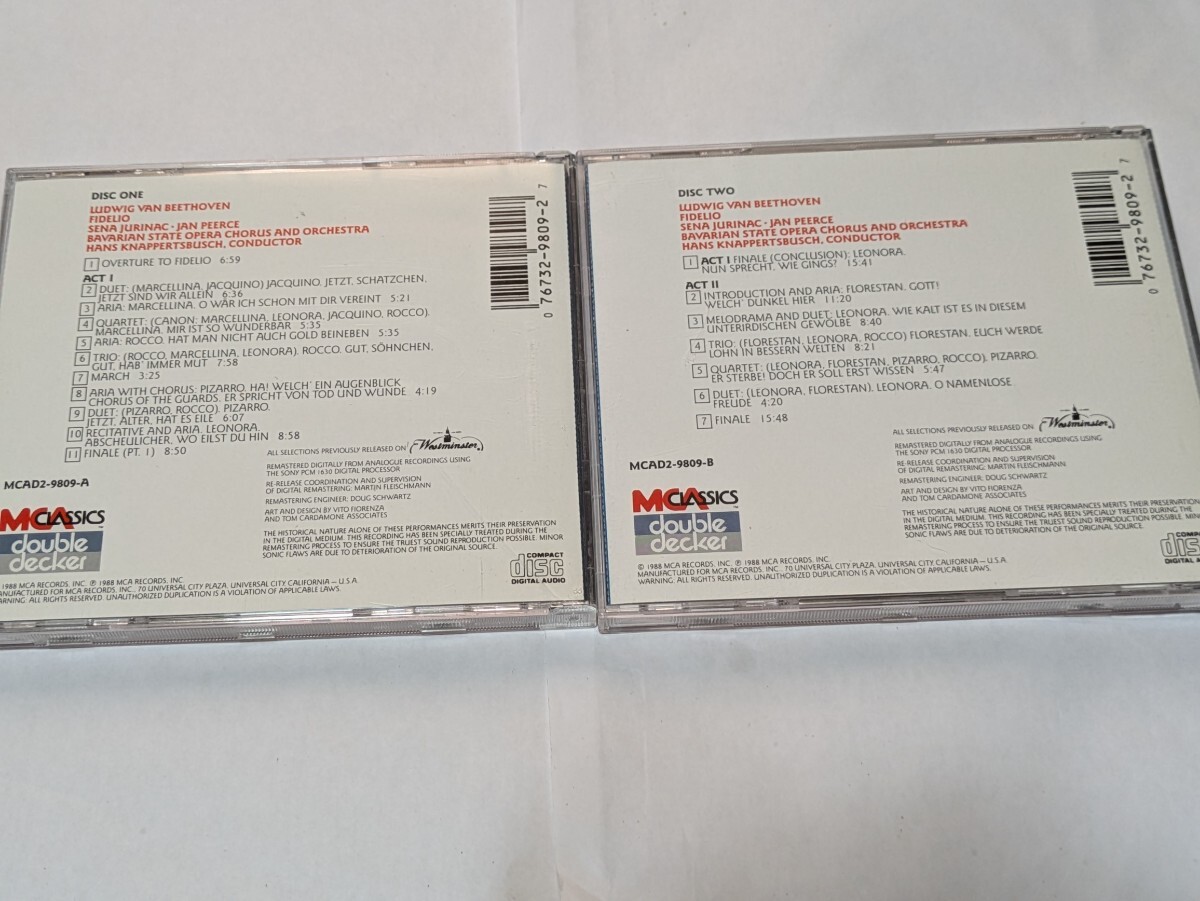 DISC ONE
LUDWIG VAN BEETHOVEN
FIDELIO
SENA JURINAC · JAN PEERCE
BAVARIAN STATE OPERA CHORUS AND ORCHESTRA
HANS KNAPPERTSBUSCH, CONDUCTOR
1 OVERTURE TO FIDELIO 6:59
ACT I
2 DUET: (MARCELLINA, JACQUINO) JACQUINO. JETZT, SCHATZCHEN,
JETZT SIND WIR ALLEIN 6:36
3 ARIA: MARCELLINA. O WÄR ICH SCHON MIT DIR VEREINT 5:21
4 QUARTET: (CANON: MARCELLINA, LEONORA, JACQUINO, ROCCO).
MARCELLINA. MIR IST SO WUNDERBAR 5:35
5 ARIA: ROCCO. HAT MAN NICHT AUCH GOLD BEINEBEN 5:35
6 TRIO: (ROCCO, MARCELLINA, LEONORA). ROCCO. GUT, SÖHNCHEN,
GUT, HAB' IMMER MUT 7:58
7 MARCH 3:25
8 ARIA WITH CHORUS: PIZARRO. HA! WELCH' EIN AUGENBLICK
CHORUS OF THE GUARDS. ER SPRICHT VON TOD UND WUNDE 4:19
9 DUET: (PIZARRO, ROCCO). PIZARRO.
JETZT, ALTER, HAT ES EILE 6:07
10 RECITATIVE AND ARIA. LEONORA.
ABSCHEULICHER, WO EILST DU HIN 8:58
11 FINALE (PT. 1) 8:50
ALL SELECTIONS PREVIOUSLY RELEASED ON Westminster
REMASTERED DIGITALLY FROM ANALOGUE RECORDINGS USING
THE SONY PCM 1630 DIGITAL PROCESSOR
RE-RELEASE COORDINATION AND SUPERVISION
OF DIGITAL REMASTERING: MARTIN FLEISCHMANN
REMASTERING ENGINEER: DOUG SCHWARTZ
ART AND DESIGN BY VITO FIORENZA
AND TOM CARDAMONE ASSOCIATES
THE HISTORICAL NATURE ALONE OF THESE PERFORMANCES MERITS THEIR PRESERVATION
IN THE DIGITAL MEDIUM. THIS RECORDING HAS BEEN SPECIALLY TREATED DURING THE
REMASTERING PROCESS TO ENSURE THE TRUEST SOUND REPRODUCTION POSSIBLE. MINOR
SONIC FLAWS ARE DUE TO DETERIORATION OF THE ORIGINAL SOURCE.
MCAD2-9809-A
MCA CLASSICS
double
decker
1988 MCA RECORDS, INC. ℗ 1988 MCA RECORDS, INC.
MANUFACTURED FOR MCA RECORDS, INC., 70 UNIVERSAL CITY PLAZA, UNIVERSAL CITY, CALIFORNIA — U.S.A.
WARNING: ALL RIGHTS RESERVED. UNAUTHORIZED DUPLICATION IS A VIOLATION OF APPLICABLE LAWS.
COMPACT
disc
DIGITAL AUDIO
0 76732-9809-2 7
DISC TWO
LUDWIG VAN BEETHOVEN
FIDELIO
SENA JURINAC · JAN PEERCE
BAVARIAN STATE OPERA CHORUS AND ORCHESTRA
HANS KNAPPERTSBUSCH, CONDUCTOR
1 ACT I FINALE (CONCLUSION): LEONORA.
NUN SPRECHT, WIE GINGS? 15:41
ACT II
2 INTRODUCTION AND ARIA: FLORESTAN. GOTT!
WELCH' DUNKEL HIER 11:20
3 MELODRAMA AND DUET: LEONORA. WIE KALT IST ES IN DIESEM
UNTERIRDISCHEN GEWÖLBE 8:40
4 TRIO: (FLORESTAN, LEONORA, ROCCO) FLORESTAN. EUCH WERDE
LOHN IN BESSERN WELTEN 8:21
5 QUARTET: (LEONORA, FLORESTAN, PIZARRO, ROCCO). PIZARRO.
ER STERBE! DOCH ER SOLL ERST WISSEN 5:47
6 DUET: (LEONORA, FLORESTAN). LEONORA. O NAMENLOSE
FREUDE 4:20
7 FINALE 15:48
ALL SELECTIONS PREVIOUSLY RELEASED ON Westminster
REMASTERED DIGITALLY FROM ANALOGUE RECORDINGS USING
THE SONY PCM 1630 DIGITAL PROCESSOR
RE-RELEASE COORDINATION AND SUPERVISION
OF DIGITAL REMASTERING: MARTIN FLEISCHMANN
REMASTERING ENGINEER: DOUG SCHWARTZ
ART AND DESIGN BY VITO FIORENZA
AND TOM CARDAMONE ASSOCIATES
THE HISTORICAL NATURE ALONE OF THESE PERFORMANCES MERITS THEIR PRESERVATION
IN THE DIGITAL MEDIUM. THIS RECORDING HAS BEEN SPECIALLY TREATED DURING THE
REMASTERING PROCESS TO ENSURE THE TRUEST SOUND REPRODUCTION POSSIBLE. MINO
SONIC FLAWS ARE DUE TO DETERIORATION OF THE ORIGINAL SOURCE.
MCAD2-9809-B
MCA CLASSICS
double
decker
© 1988 MCA RECORDS, INC. ℗ 1988 MCA RECORDS, INC.
MANUFACTURED FOR MCA RECORDS, INC. 70 UNIVERSAL CITY PLAZA, UNIVERSAL CITY, CALIFORNIA — U.S.A.
WARNING: ALL RIGHTS RESERVED. UNAUTHORIZED DUPLICATION IS A VIOLATION OF APPLICABLE LAWS.
COMPACT
disc
DIGITAL A
0 76732-9809-2 7